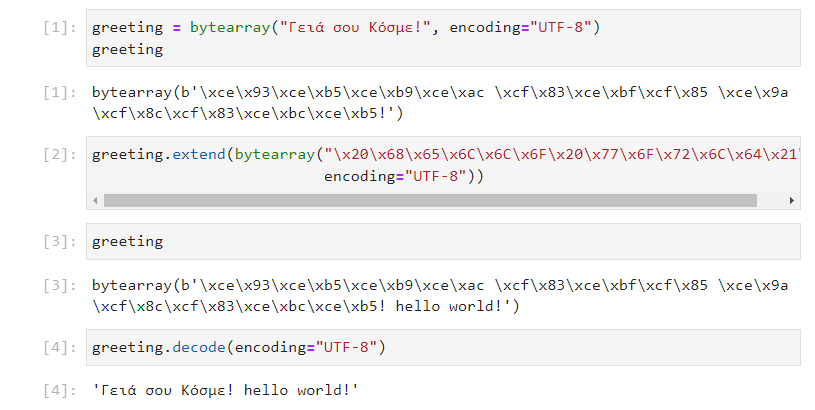 [1]: greeting = bytearray("Γειά σου Κόσμε!", encoding="UTF-8")
greeting
[1]: bytearray(b'\xce\x93\xce\xb5\xce\xb9\xce\xac \xcf\x83\xce\xbf\xcf\x85 \xce\x9a
\xcf\x8c\xcf\x83\xce\xbc\xce\xb5!')
[2]: greeting.extend(bytearray("\x20\x68\x65\x6C\x6C\x6F\x20\x77\x6F\x72\x6C\x64\x21"
encoding="UTF-8"))
[3]: greeting
[3]: bytearray(b'\xce\x93\xce\xb5\xce\xb9\xce\xac \xcf\x83\xce\xbf\xcf\x85 \xce\x9a
\xcf\x8c\xcf\x83\xce\xbc\xce\xb5! hello world!')
[4]: greeting.decode(encoding="UTF-8")
[4]: 'Γειά σου Κόσμε! hello world!'